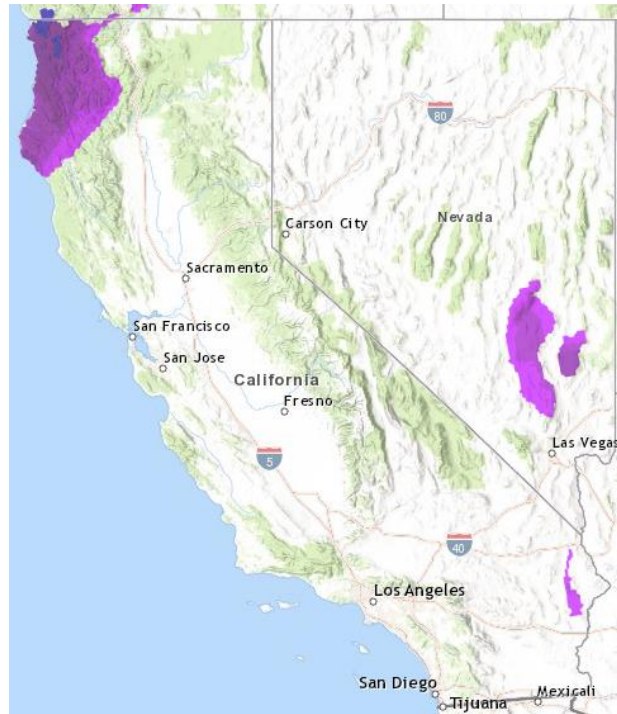 80
Carson City
Nevada
Sacramento
San Francisco
San Jose
California
Fresno
Las Vegas
5
40
Los Angeles
San Diego
Tijuana
Mexicali